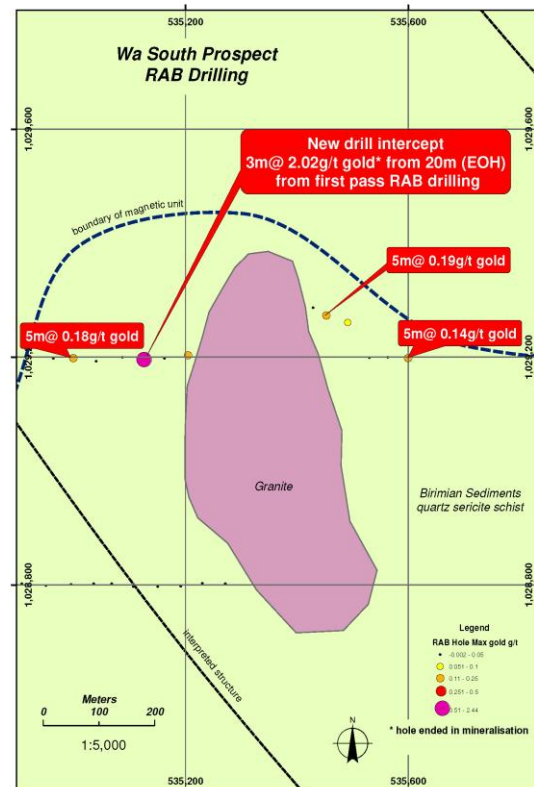 535,200
535,600
Wa South Prospect
RAB Drilling
1,029,600
1,029,600
New drill intercept
3m@ 2.02g/t gold* from 20m (EOH)
from first pass RAB drilling
boundary of magnetic unit
5m@ 0.19g/t gold
5m@ 0.18g/t gold
5m@ 0.14g/t gold
1,029,200
1,029,200
Granite
Birimian Sediments
quartz sericite schist
1,028,800
1,028,800
interpreted structure
Legend
RAB Hole Max gold g/t
-0.002 - 0.05
0.051 - 0.1
0.11 - 0.25
0.251 - 0.5
0.51 - 2.44
* hole ended in mineralisation
Meters
0 100 200
1:5,000
N
535,200
535,600